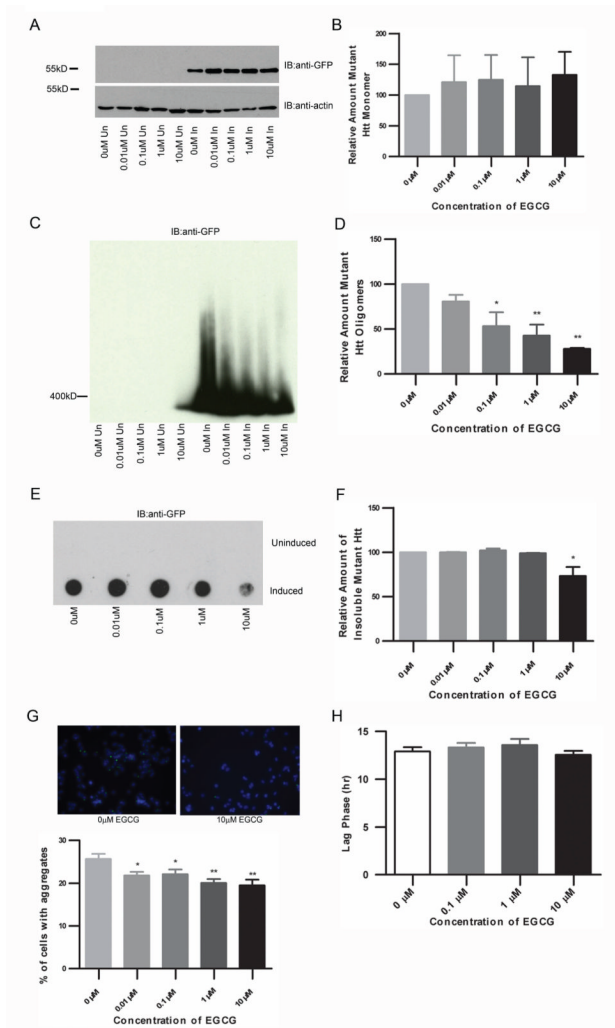 A
55kD
55kD
IB:anti-GFP
IB:anti-actin
0uM Un
0.01uM Un
0.1uM Un
1uM Un
10uM Un
0uM In
0.01uM In
0.1uM In
1uM In
10uM In
B
Relative Amount Mutant
Htt Monomer
200
150
100
50
0
0 µM
0.01 µM
0.1 µM
1 µM
10 µM
Concentration of EGCG
C
IB:anti-GFP
400kD
0uM Un
0.01uM Un
0.1uM Un
1uM Un
10uM Un
0uM In
0.01uM In
0.1uM In
1uM In
10uM In
D
Relative Amount Mutant
Htt Oligomers
150
100
50
0
*
**
**
0 µM
0.01 µM
0.1 µM
1 µM
10 µM
Concentration of EGCG
E
IB:anti-GFP
Uninduced
Induced
0uM
0.01uM
0.1uM
1uM
10uM
F
Relative Amount of
Insoluble Mutant Htt
150
100
50
0
*
0 µM
0.01 µM
0.1 µM
1 µM
10 µM
Concentration of EGCG
G
0µM EGCG
10µM EGCG
% of cells with aggregates
30
20
10
0
*
*
**
**
0 µM
0.01 µM
0.1 µM
1 µM
10 µM
Concentration of EGCG
H
Lag Phase (hr)
15
10
5
0
0 µM
0.1 µM
1 µM
10 µM
Concentration of EGCG